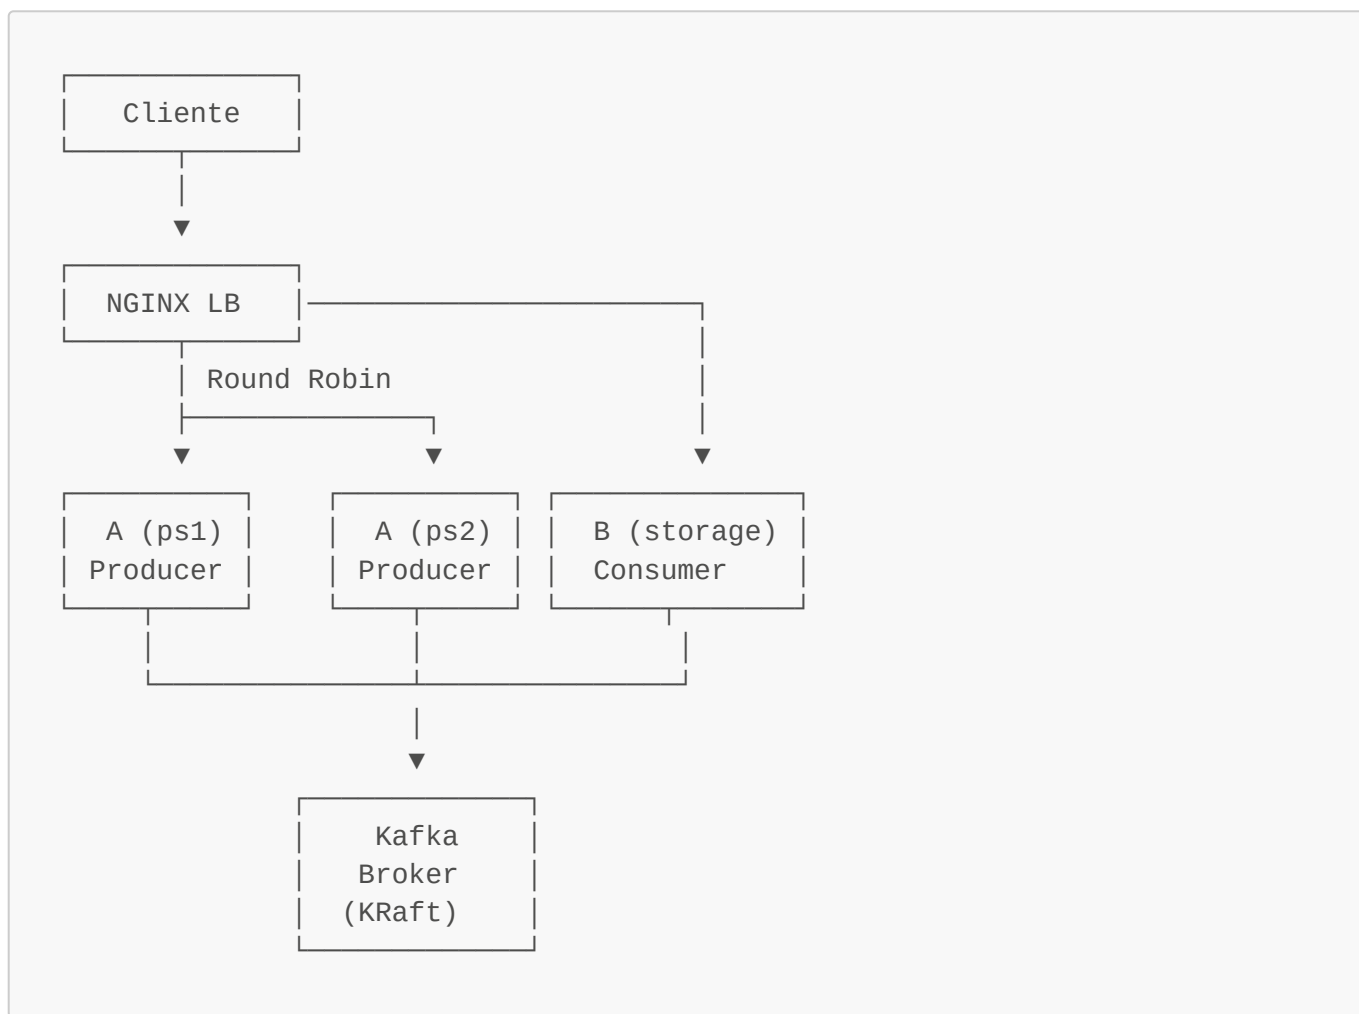 Cliente
NGINX LB
Round Robin
A (ps1)
Producer
A (ps2)
Producer
B (storage)
Consumer
Kafka
Broker
(KRaft)